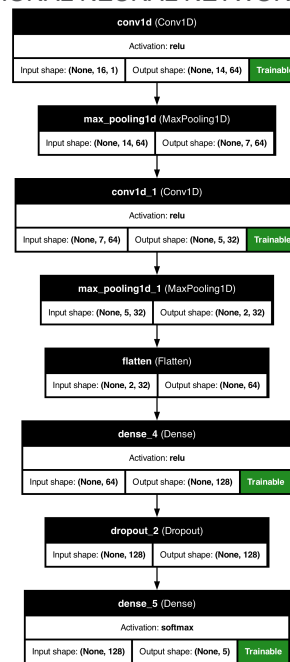 conv1d (Conv1D)
Activation: relu
Input shape: (None, 16, 1) Output shape: (None, 14, 64) Trainable
max_pooling1d (MaxPooling1D)
Input shape: (None, 14, 64) Output shape: (None, 7, 64)
conv1d_1 (Conv1D)
Activation: relu
Input shape: (None, 7, 64) Output shape: (None, 5, 32) Trainable
max_pooling1d_1 (MaxPooling1D)
Input shape: (None, 5, 32) Output shape: (None, 2, 32)
flatten (Flatten)
Input shape: (None, 2, 32) Output shape: (None, 64)
dense_4 (Dense)
Activation: relu
Input shape: (None, 64) Output shape: (None, 128) Trainable
dropout_2 (Dropout)
Input shape: (None, 128) Output shape: (None, 128)
dense_5 (Dense)
Activation: softmax
Input shape: (None, 128) Output shape: (None, 5) Trainable